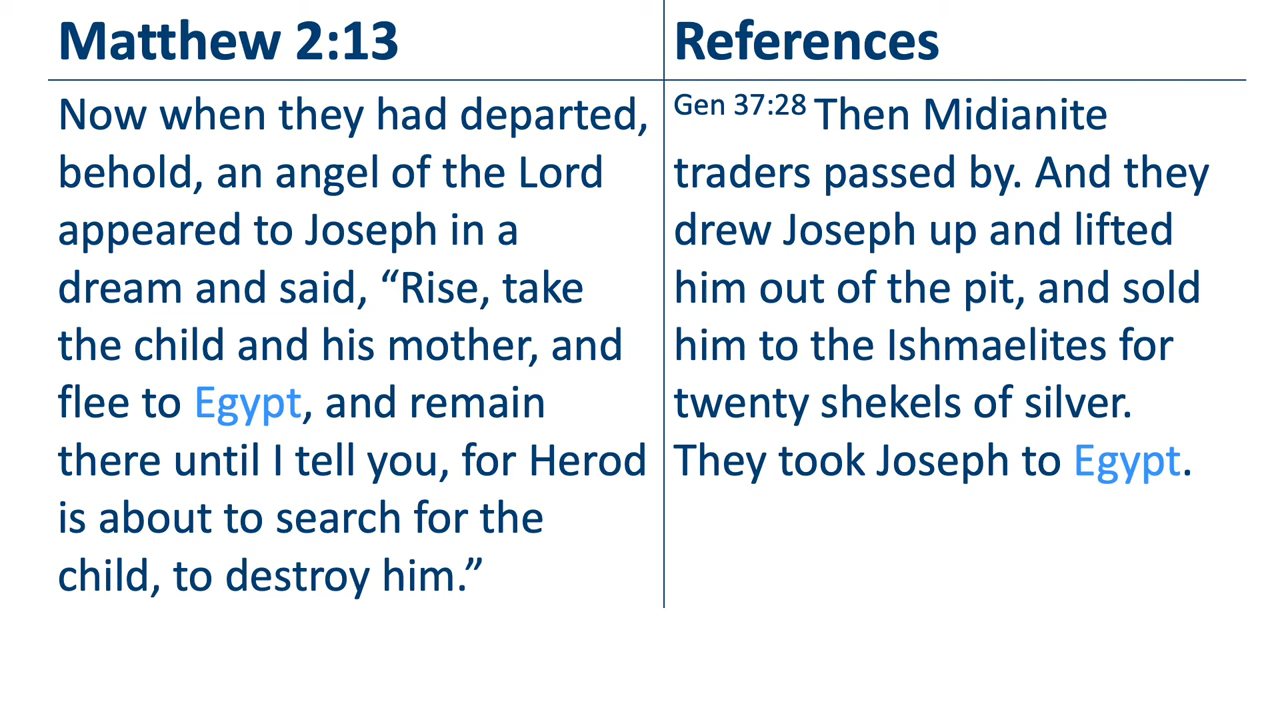 Matthew 2:13
Now when they had departed,
behold, an angel of the Lord
appeared to Joseph in a
dream and said, “Rise, take
the child and his mother, and
flee to Egypt, and remain
there until I tell you, for Herod
is about to search for the
child, to destroy him.”
References
Gen 37:28 Then Midianite
traders passed by. And they
drew Joseph up and lifted
him out of the pit, and sold
him to the Ishmaelites for
twenty shekels of silver.
They took Joseph to Egypt.